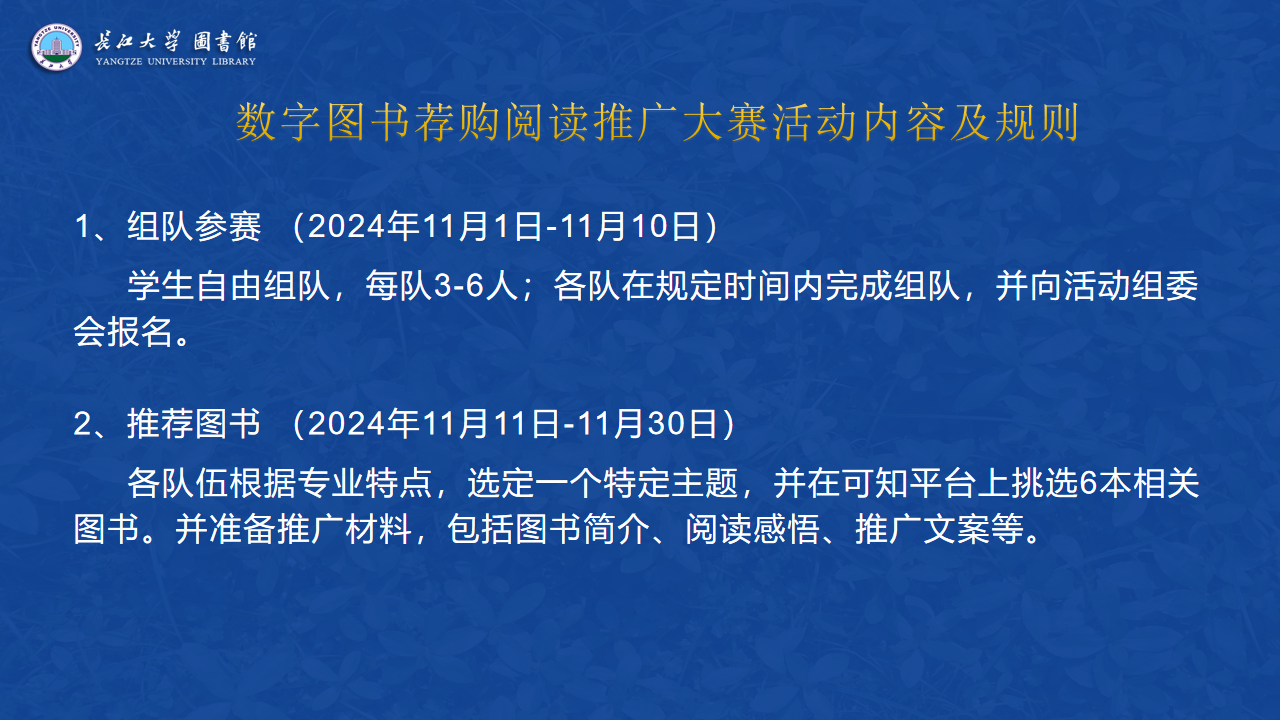 长江大学 圖書館
YANGTZE UNIVERSITY LIBRARY
数字图书荐购阅读推广大赛活动内容及规则
1、组队参赛 （2024年11月1日-11月10日）
学生自由组队，每队3-6人；各队在规定时间内完成组队，并向活动组委
会报名。
2、推荐图书 （2024年11月11日-11月30日）
各队伍根据专业特点，选定一个特定主题，并在可知平台上挑选6本相关
图书。并准备推广材料，包括图书简介、阅读感悟、推广文案等。